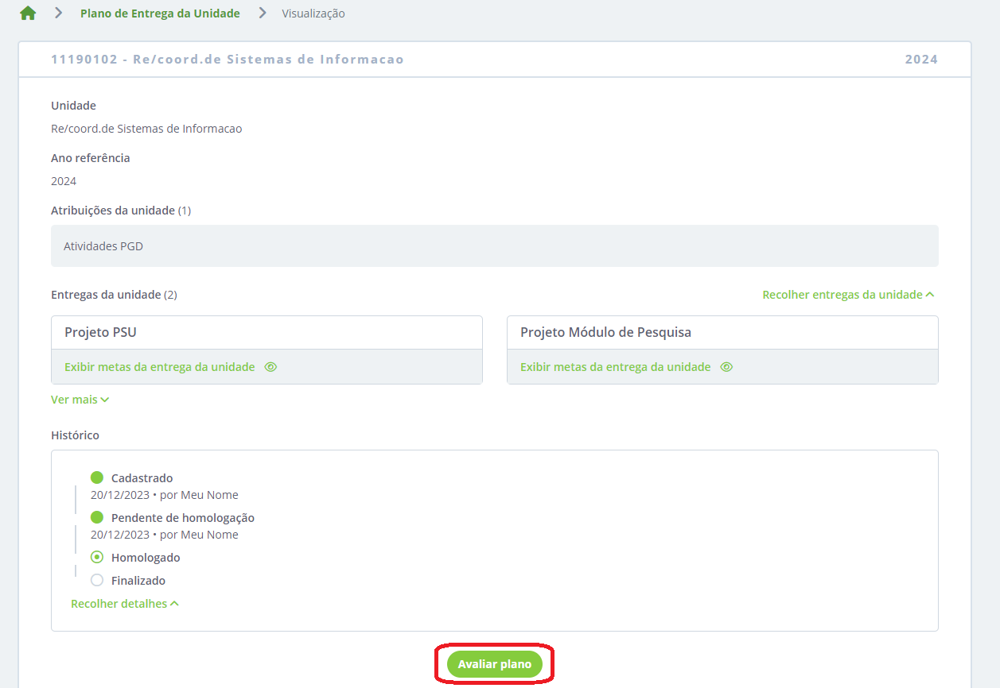 Plano de Entrega da Unidade Visualização
11190102 - Re/coord.de Sistemas de Informacao 2024
Unidade
Re/coord.de Sistemas de Informacao
Ano referência
2024
Atribuições da unidade (1)
Atividades PGD
Entregas da unidade (2) Recolher entregas da unidade
Projeto PSU
Exibir metas da entrega da unidade
Projeto Módulo de Pesquisa
Exibir metas da entrega da unidade
Ver mais
Histórico
Cadastrado
20/12/2023 • por Meu Nome
Pendente de homologação
20/12/2023 • por Meu Nome
Homologado
Finalizado
Recolher detalhes
Avaliar plano